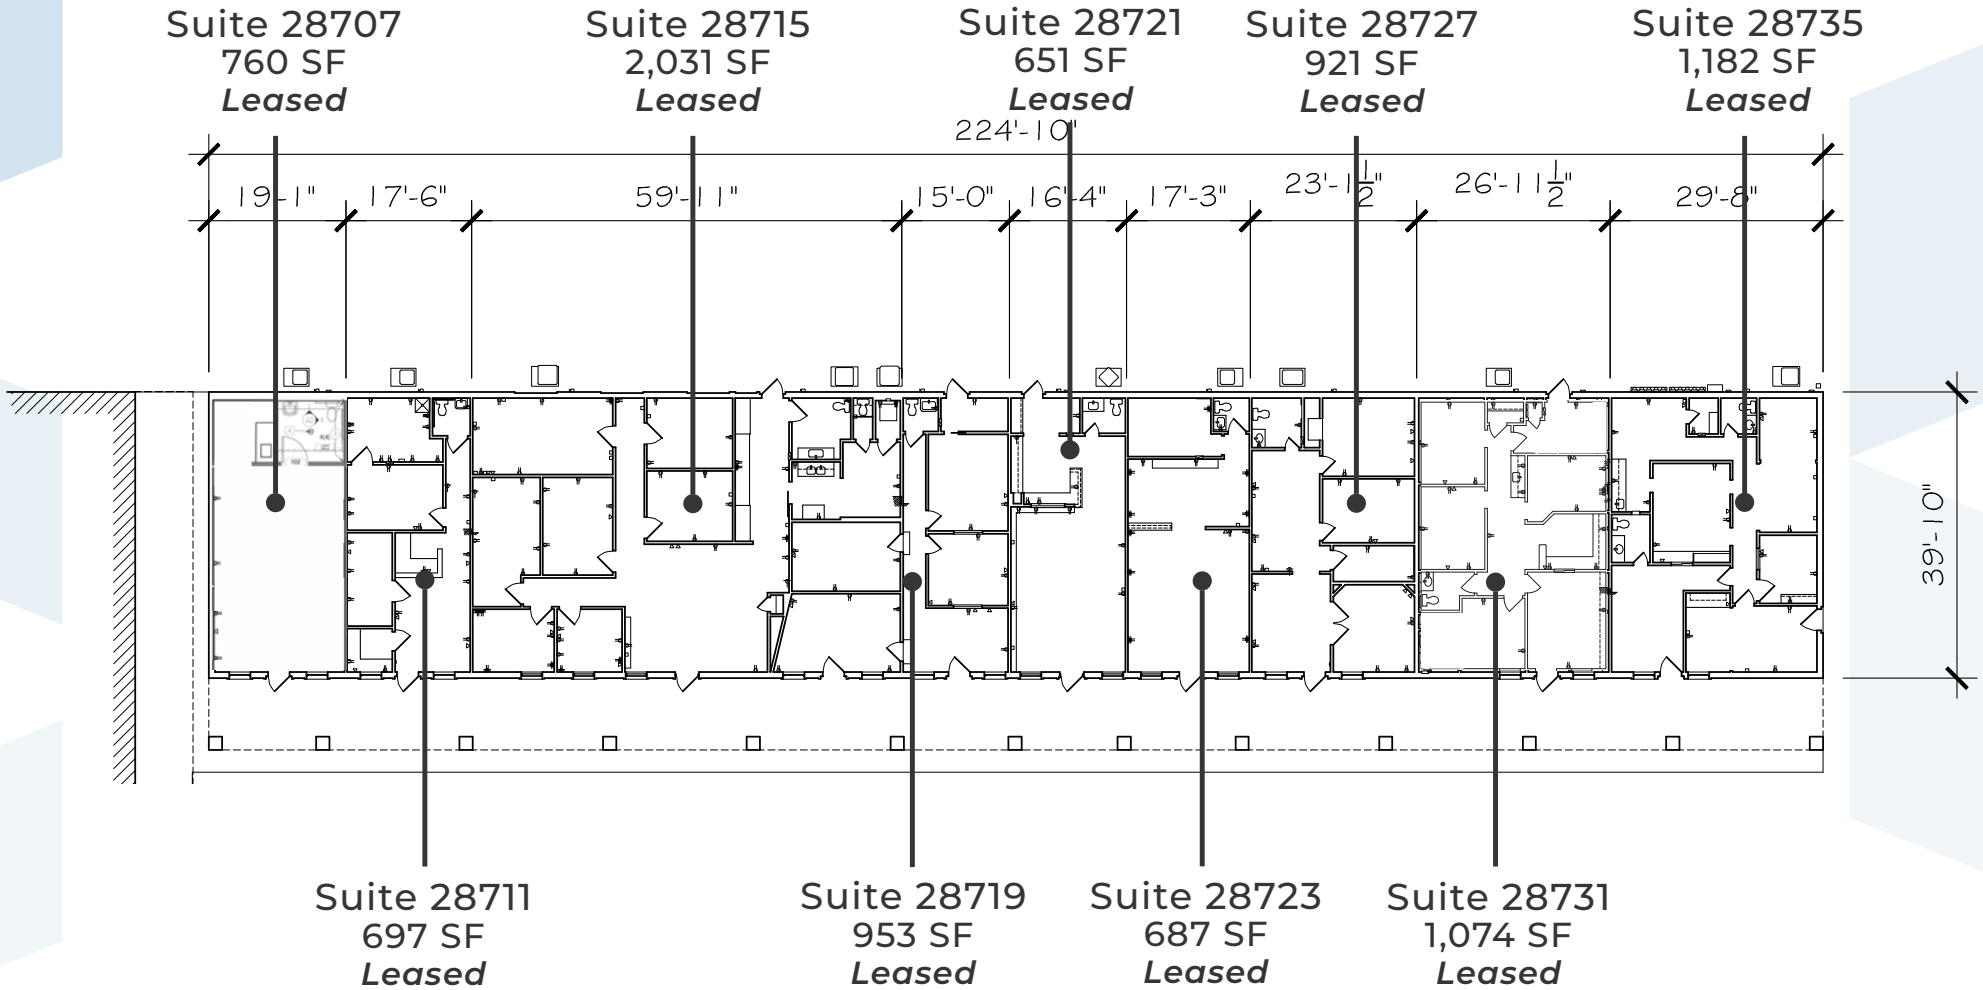 Suite 28707
760 SF
Leased
Suite 28715
2,031 SF
Leased
Suite 28721
651 SF
Leased
Suite 28727
921 SF
Leased
Suite 28735
1,182 SF
Leased
224'-10"
19'-1"
17'-6"
59'-11"
15'-0"
16'-4"
17'-3"
23'-1 1/2"
26'-11 1/2"
29'-8"
39'-10"
Suite 28711
697 SF
Leased
Suite 28719
953 SF
Leased
Suite 28723
687 SF
Leased
Suite 28731
1,074 SF
Leased